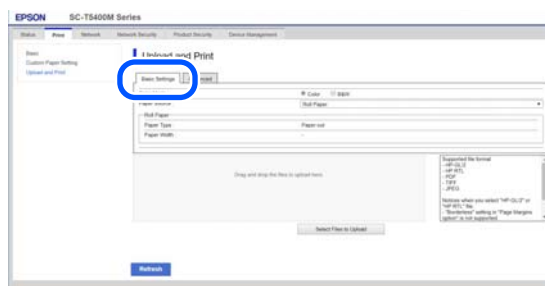 EPSON SC-T5400M Series
Status Print Network Network Security Product Security Device Management
Basic
Custom Paper Setting
Upload and Print
Upload and Print
Basic Settings Advanced
Color B&W
Paper Source Roll Paper
Roll Paper
Paper Type Paper out
Paper Width -
Drag and drop the files to upload here.
Supported file format
- HP-GL/2
- HP RTL
- PDF
- TIFF
- JPEG
Notices when you select "HP-GL/2" or
"HP RTL" file.
- "Borderless" setting in "Page Margins
option" is not supported.
Select Files to Upload
Refresh